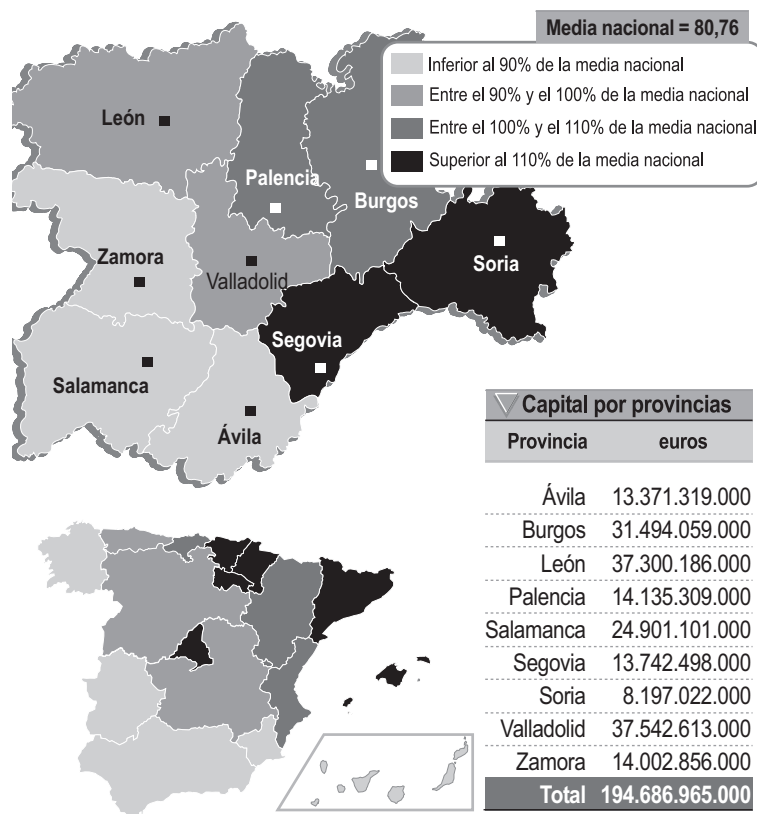 Media nacional = 80,76
Inferior al 90% de la media nacional
Entre el 90% y el 100% de la media nacional
Entre el 100% y el 110% de la media nacional
Superior al 110% de la media nacional
León
Palencia
Burgos
Zamora
Valladolid
Soria
Segovia
Salamanca
Ávila
Capital por provincias
Provincia euros
Ávila 13.371.319.000
Burgos 31.494.059.000
León 37.300.186.000
Palencia 14.135.309.000
Salamanca 24.901.101.000
Segovia 13.742.498.000
Soria 8.197.022.000
Valladolid 37.542.613.000
Zamora 14.002.856.000
Total 194.686.965.000